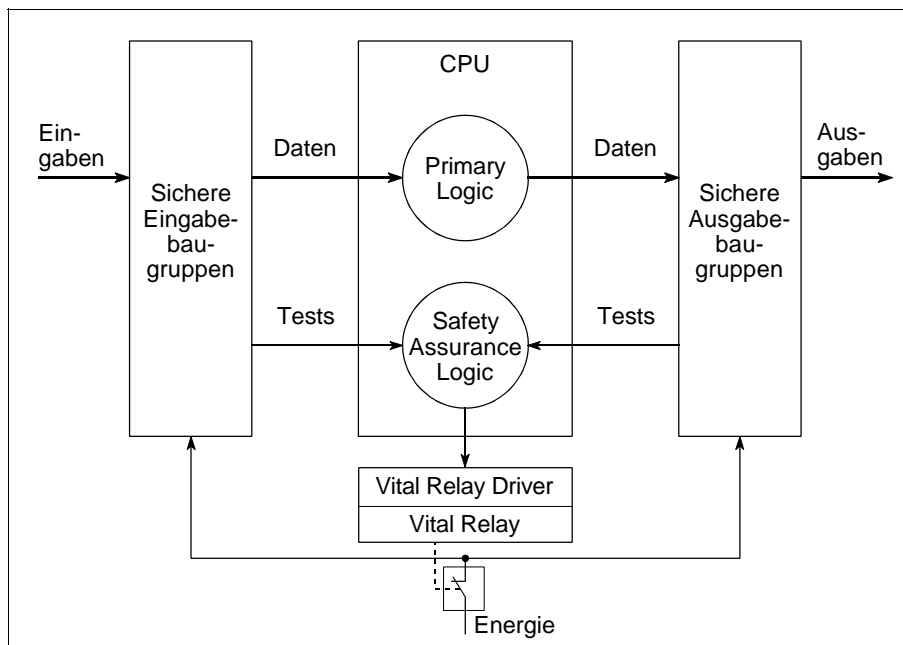 CPU
Ein-
gaben
Daten
Primary
Logic
Daten
Aus-
gaben
Sichere
Eingabe-
bau-
gruppen
Sichere
Ausgabe-
bau-
gruppen
Tests
Safety
Assurance
Logic
Tests
Vital Relay Driver
Vital Relay
Energie